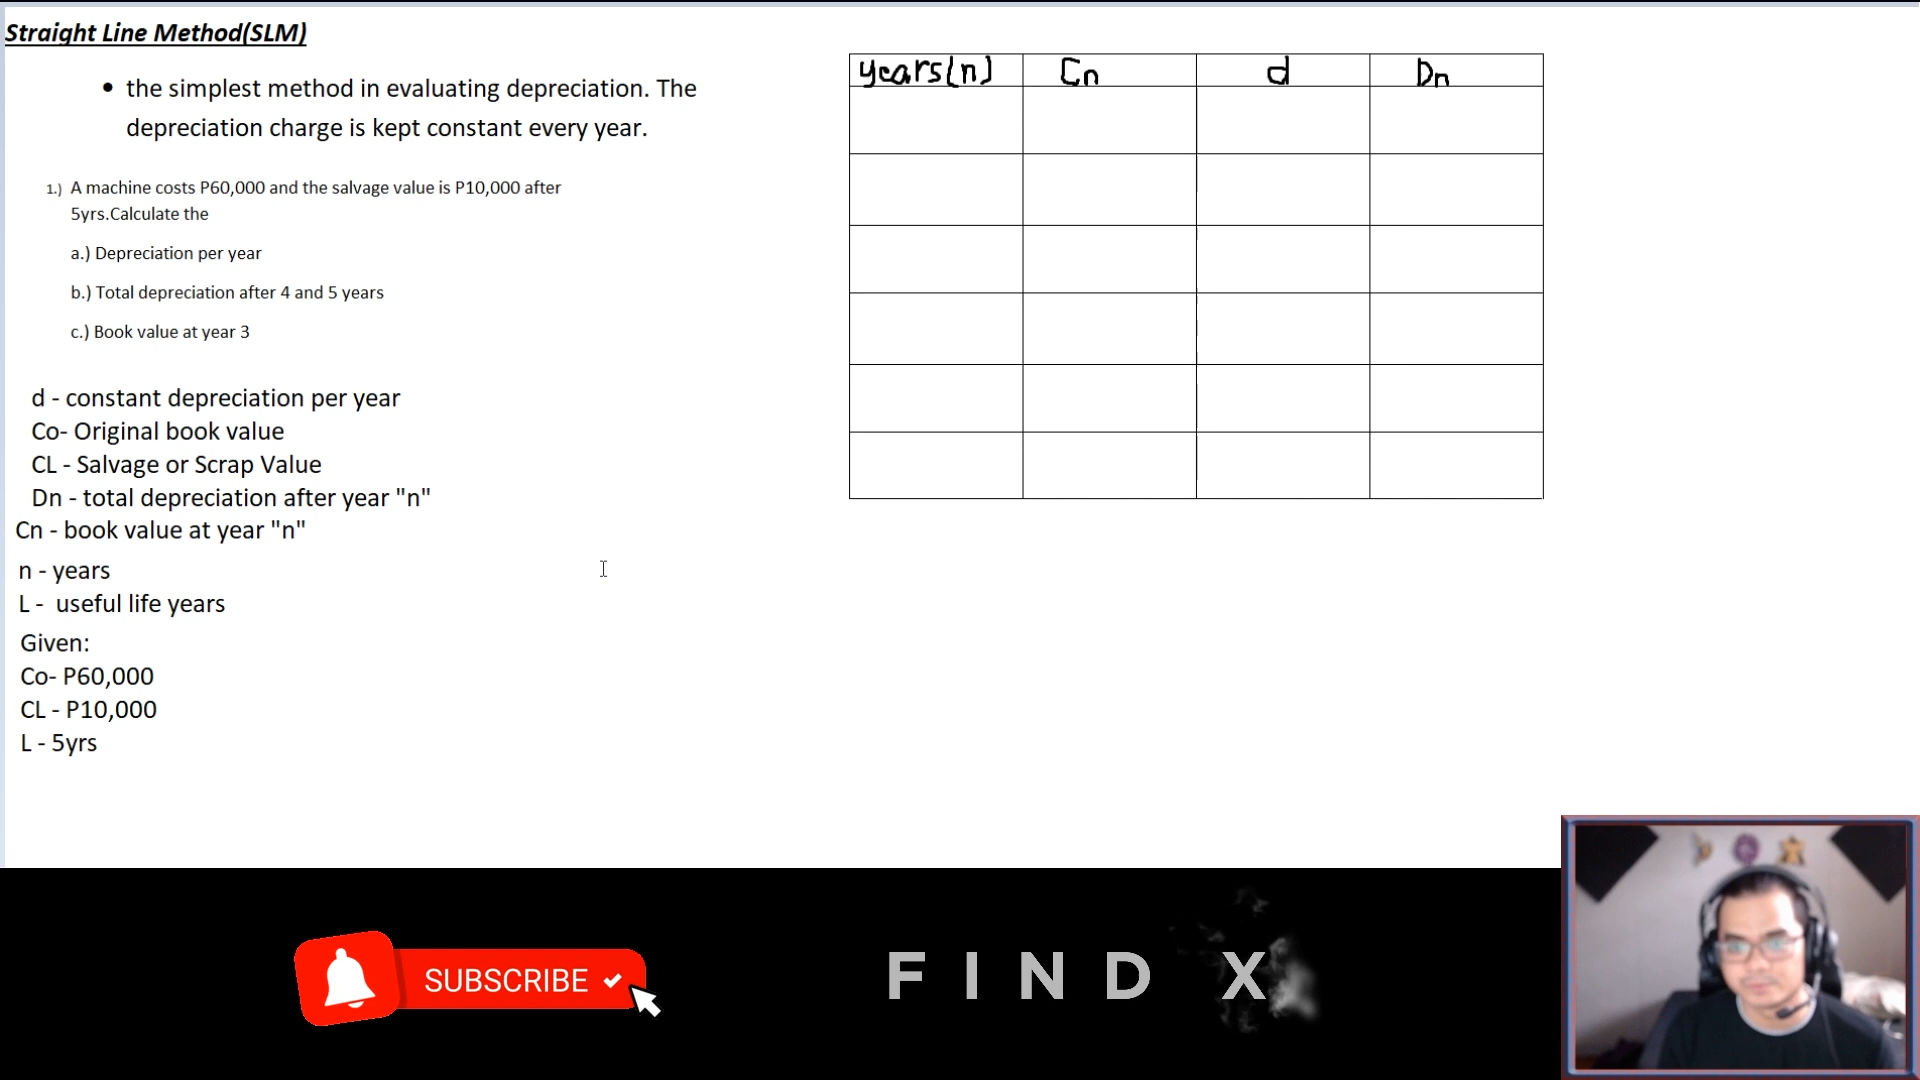 Straight Line Method(SLM)
• the simplest method in evaluating depreciation. The
depreciation charge is kept constant every year.
1.) A machine costs P60,000 and the salvage value is P10,000 after
5yrs.Calculate the
a.) Depreciation per year
b.) Total depreciation after 4 and 5 years
c.) Book value at year 3
d - constant depreciation per year
Co- Original book value
CL - Salvage or Scrap Value
Dn - total depreciation after year "n"
Cn - book value at year "n"
n - years
L -  useful life years
Given:
Co- P60,000
CL - P10,000
L - 5yrs
years(n) Cn d Dn
SUBSCRIBE
FIND X